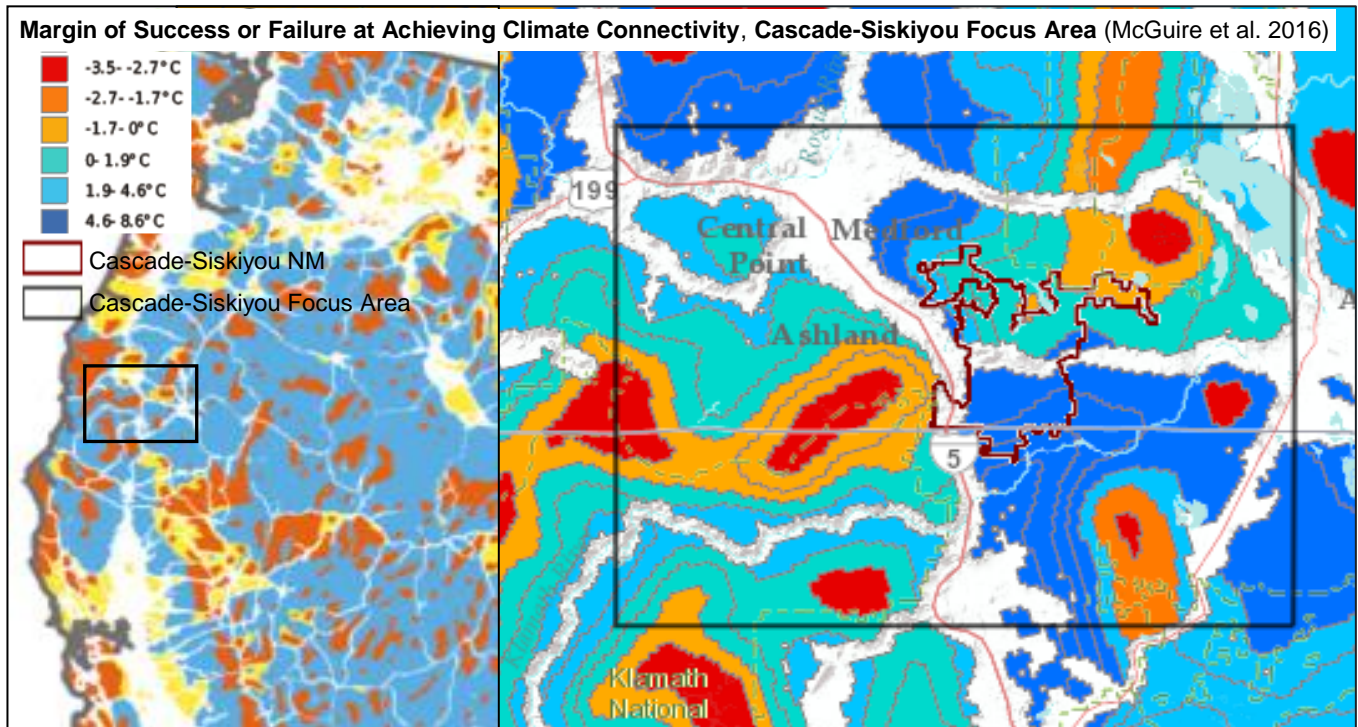 Margin of Success or Failure at Achieving Climate Connectivity, Cascade-Siskiyou Focus Area (McGuire et al. 2016)
-3.5- -2.7°C
-2.7- -1.7°C
-1.7- 0°C
0- 1.9°C
1.9- 4.6°C
4.6- 8.6°C
Cascade-Siskiyou NM
Cascade-Siskiyou Focus Area
199
Central
Point
Medford
Ashland
5
Klamath
National